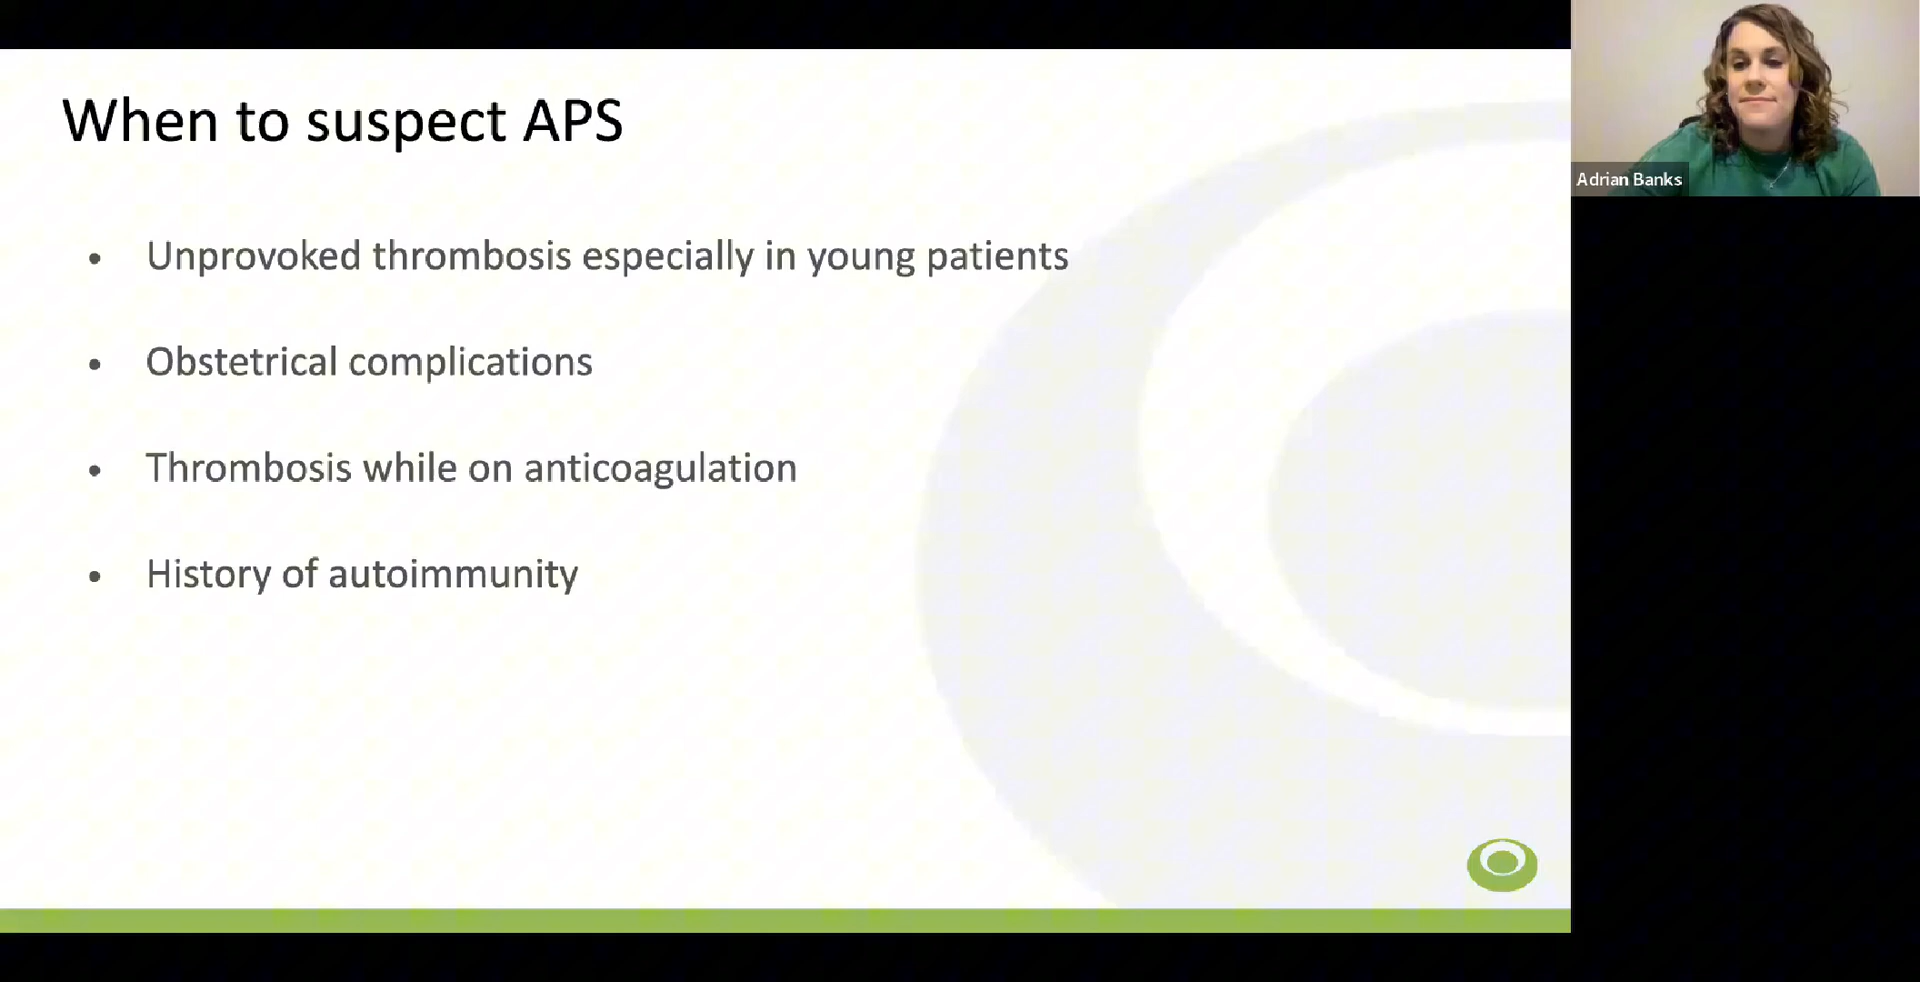 When to suspect APS
• Unprovoked thrombosis especially in young patients
• Obstetrical complications
• Thrombosis while on anticoagulation
• History of autoimmunity
Adrian Banks